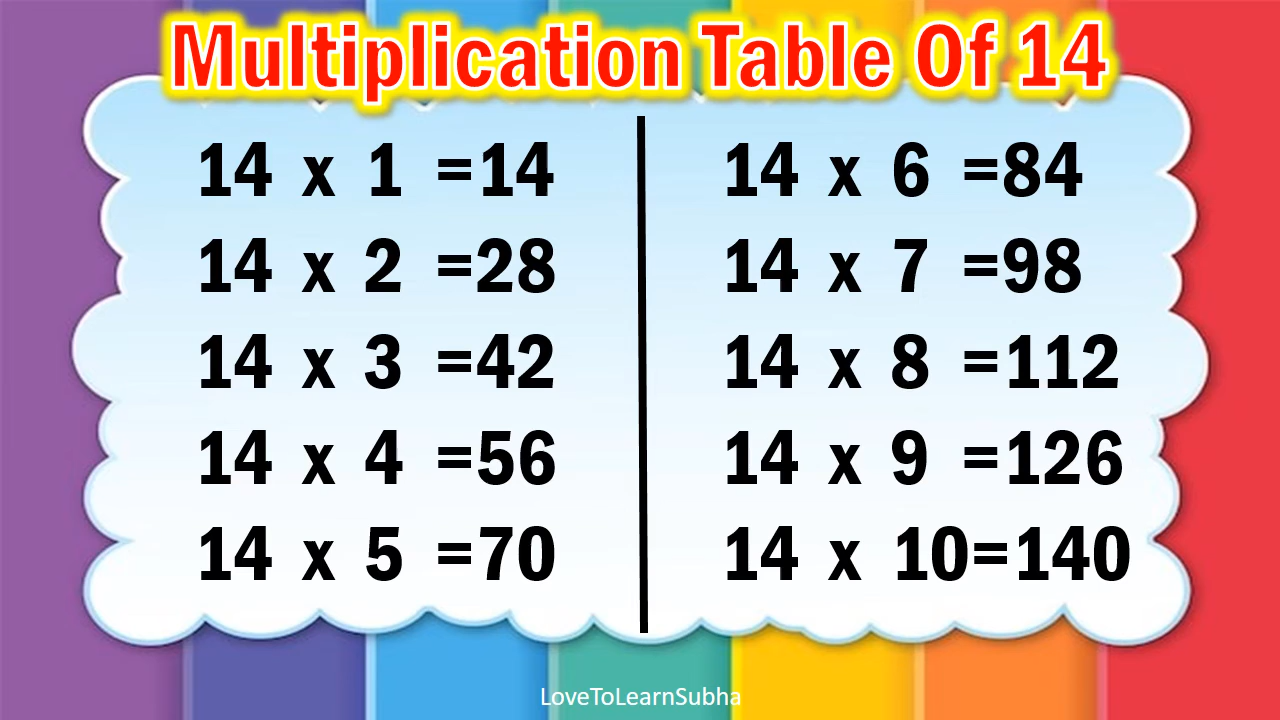 Multiplication Table Of 14
14 x 1 =14
14 x 2 =28
14 x 3 =42
14 x 4 =56
14 x 5 =70
14 x 6 =84
14 x 7 =98
14 x 8 =112
14 x 9 =126
14 x 10=140
LoveToLearnSubha